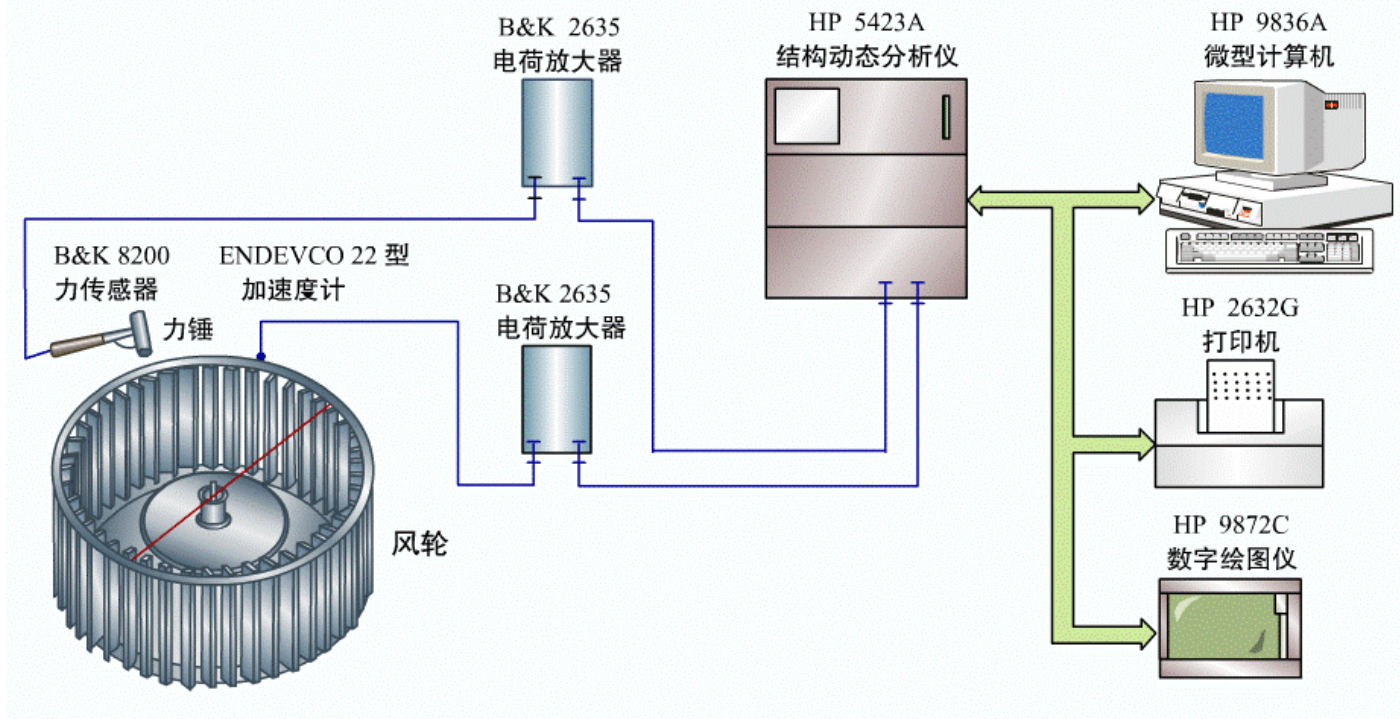 B&K 2635
电荷放大器
HP 5423A
结构动态分析仪
HP 9836A
微型计算机
B&K 8200
力传感器
ENDEVCO 22 型
加速度计
力锤
B&K 2635
电荷放大器
HP 2632G
打印机
风轮
HP 9872C
数字绘图仪